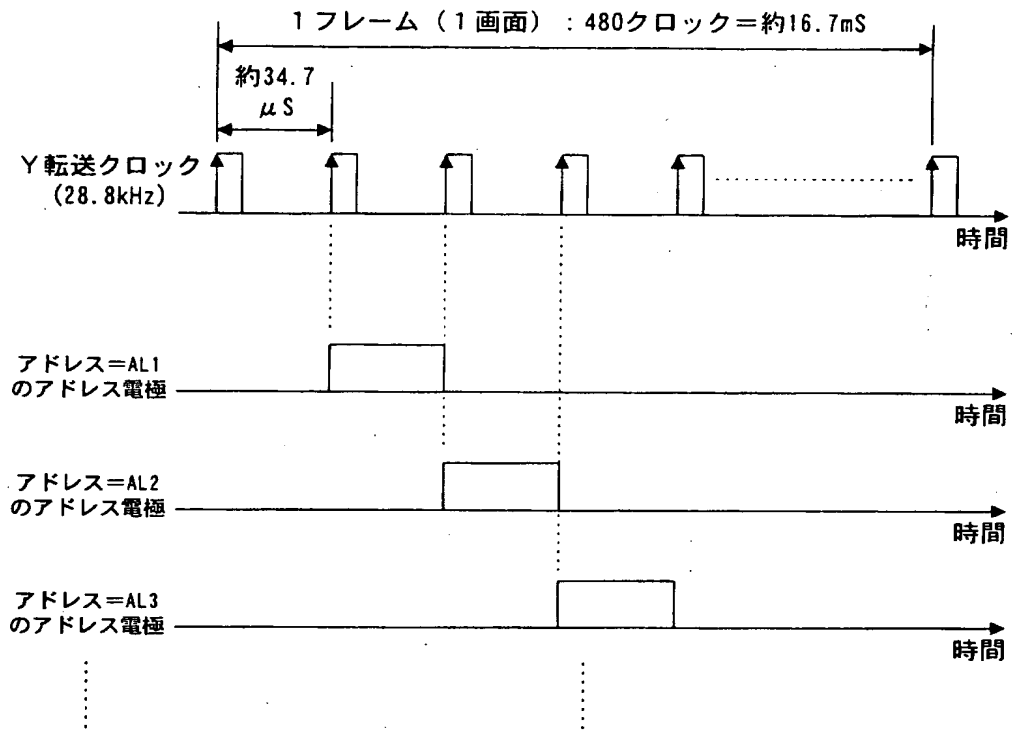 1フレーム（1画面）：480クロック＝約16.7mS
約34.7
μS
Y転送クロック
(28.8kHz)
時間
アドレス＝AL1
のアドレス電極
時間
アドレス＝AL2
のアドレス電極
時間
アドレス＝AL3
のアドレス電極
時間